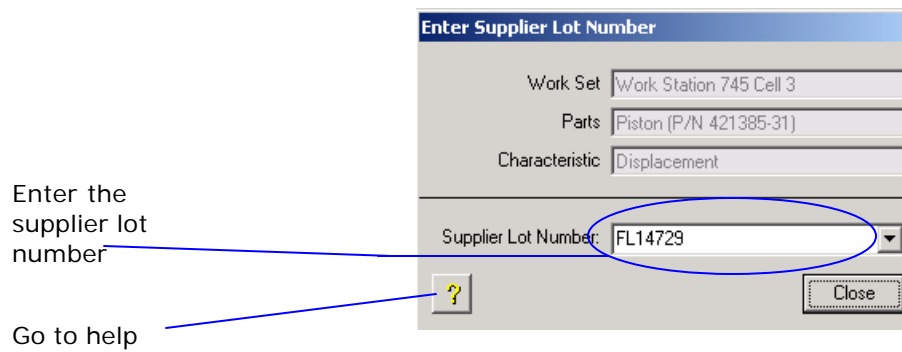 Enter Supplier Lot Number
Work Set Work Station 745 Cell 3
Parts Piston (P/N 421385-31)
Characteristic Displacement
Enter the
supplier lot
number
Supplier Lot Number: FL14729
?
Close
Go to help